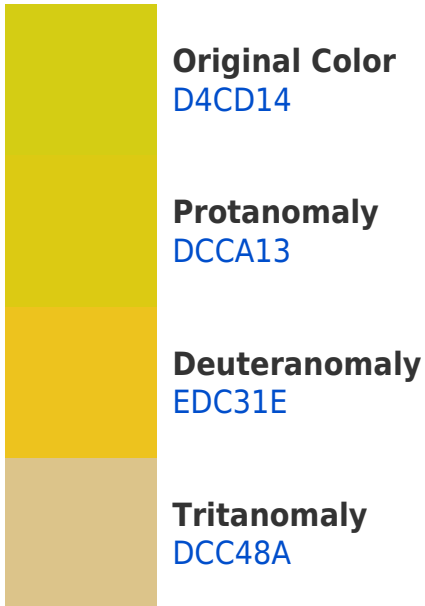 Original Color
D4CD14
Protanomaly
DCCA13
Deuteranomaly
EDC31E
Tritanomaly
DCC48A